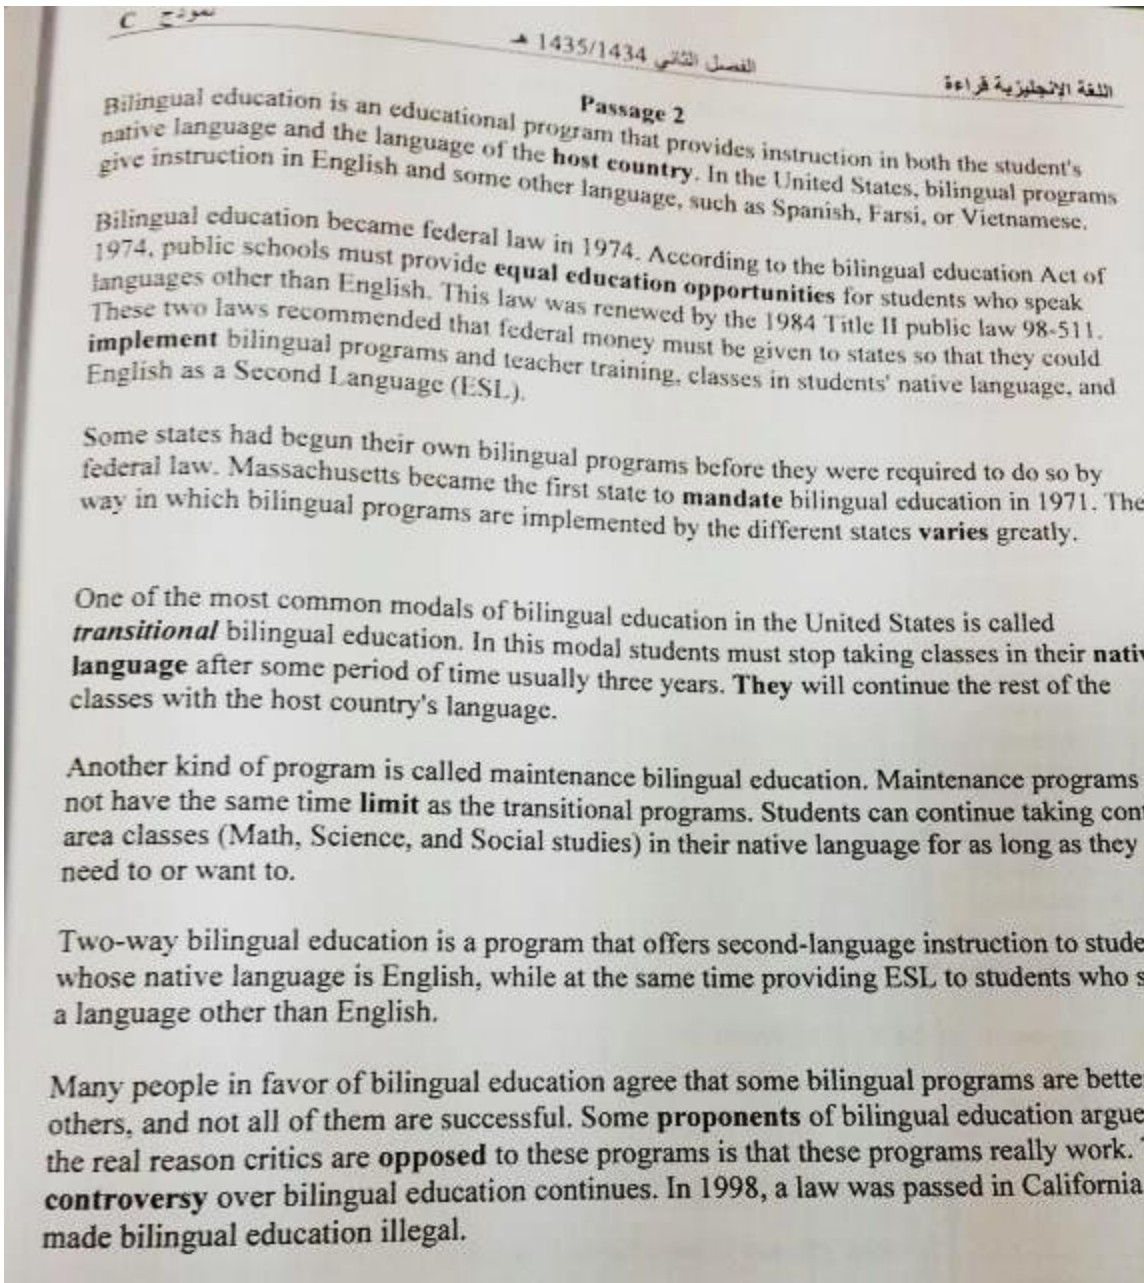 نموذج C
الفصل الثاني 1435/1434 هـ
اللغة الإنجليزية قراءة
Passage 2
Bilingual education is an educational program that provides instruction in both the student's
native language and the language of the host country. In the United States, bilingual programs
give instruction in English and some other language, such as Spanish, Farsi, or Vietnamese.
Bilingual education became federal law in 1974. According to the bilingual education Act of
1974, public schools must provide equal education opportunities for students who speak
languages other than English. This law was renewed by the 1984 Title II public law 98-511.
These two laws recommended that federal money must be given to states so that they could
implement bilingual programs and teacher training, classes in students' native language, and
English as a Second Language (ESL).
Some states had begun their own bilingual programs before they were required to do so by
federal law. Massachusetts became the first state to mandate bilingual education in 1971. The
way in which bilingual programs are implemented by the different states varies greatly.
One of the most common modals of bilingual education in the United States is called
transitional bilingual education. In this modal students must stop taking classes in their nativ
language after some period of time usually three years. They will continue the rest of the
classes with the host country's language.
Another kind of program is called maintenance bilingual education. Maintenance programs
not have the same time limit as the transitional programs. Students can continue taking con
area classes (Math, Science, and Social studies) in their native language for as long as they
need to or want to.
Two-way bilingual education is a program that offers second-language instruction to stude
whose native language is English, while at the same time providing ESL to students who s
a language other than English.
Many people in favor of bilingual education agree that some bilingual programs are bette
others, and not all of them are successful. Some proponents of bilingual education argue
the real reason critics are opposed to these programs is that these programs really work.
controversy over bilingual education continues. In 1998, a law was passed in California
made bilingual education illegal.